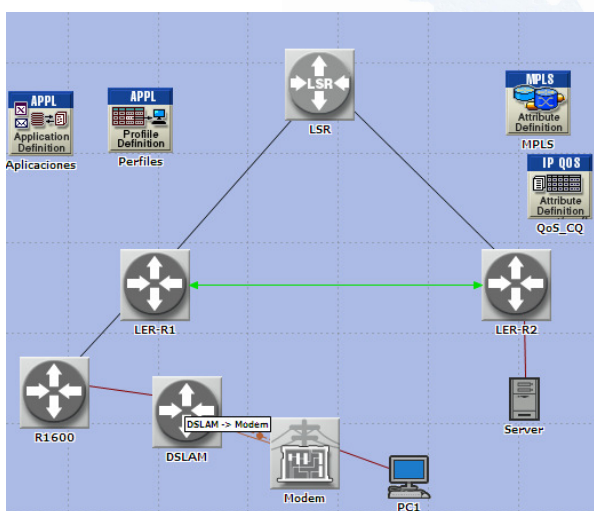 APPL
Application
Definition
Aplicaciones
APPL
Profile
Definition
Perfiles
LSR
LSR
MPLS
Attribute
Definition
MPLS
IP QOS
Attribute
Definition
QoS_CQ
LER-R1
LER-R2
R1600
DSLAM -> Modem
DSLAM
Modem
PC1
Server